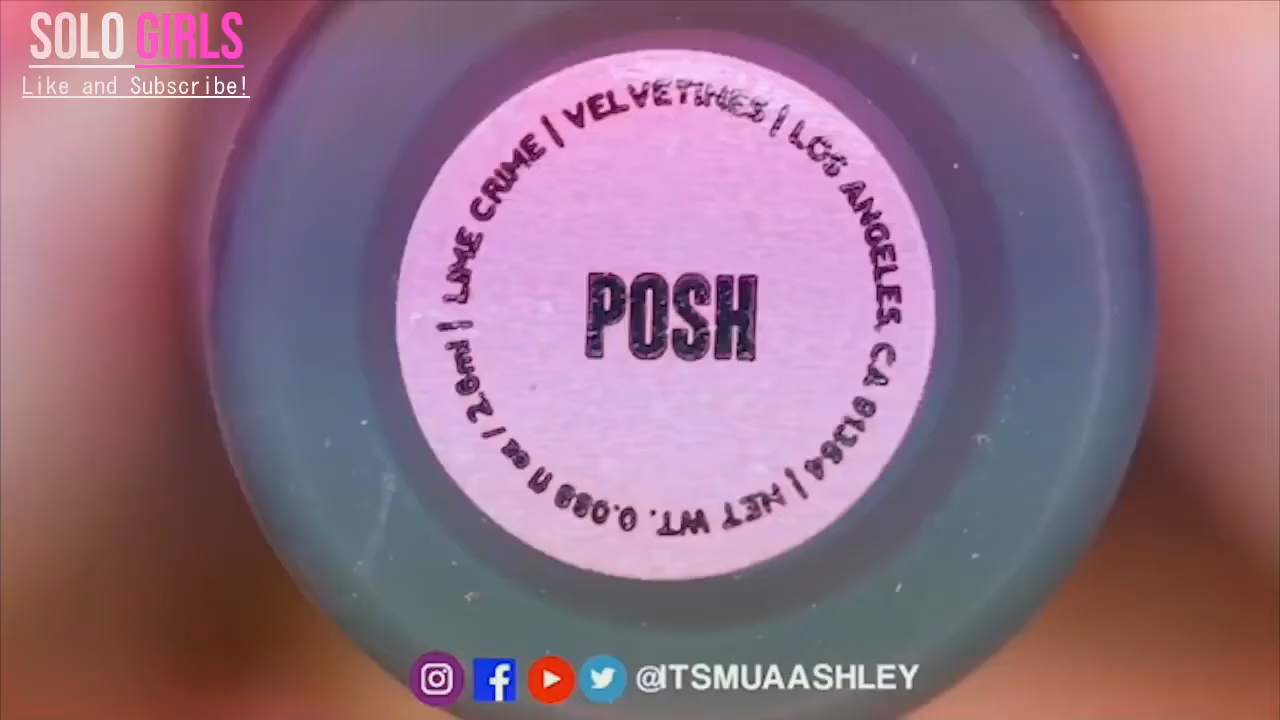 SOLO GIRLS
Like and Subscribe!
LIME CRIME | VELVETINES | LOS ANGELES, CA 91364 | NET WT. 0.088 fl oz / 2.6ml |
POSH
@ITSMUAASHLEY